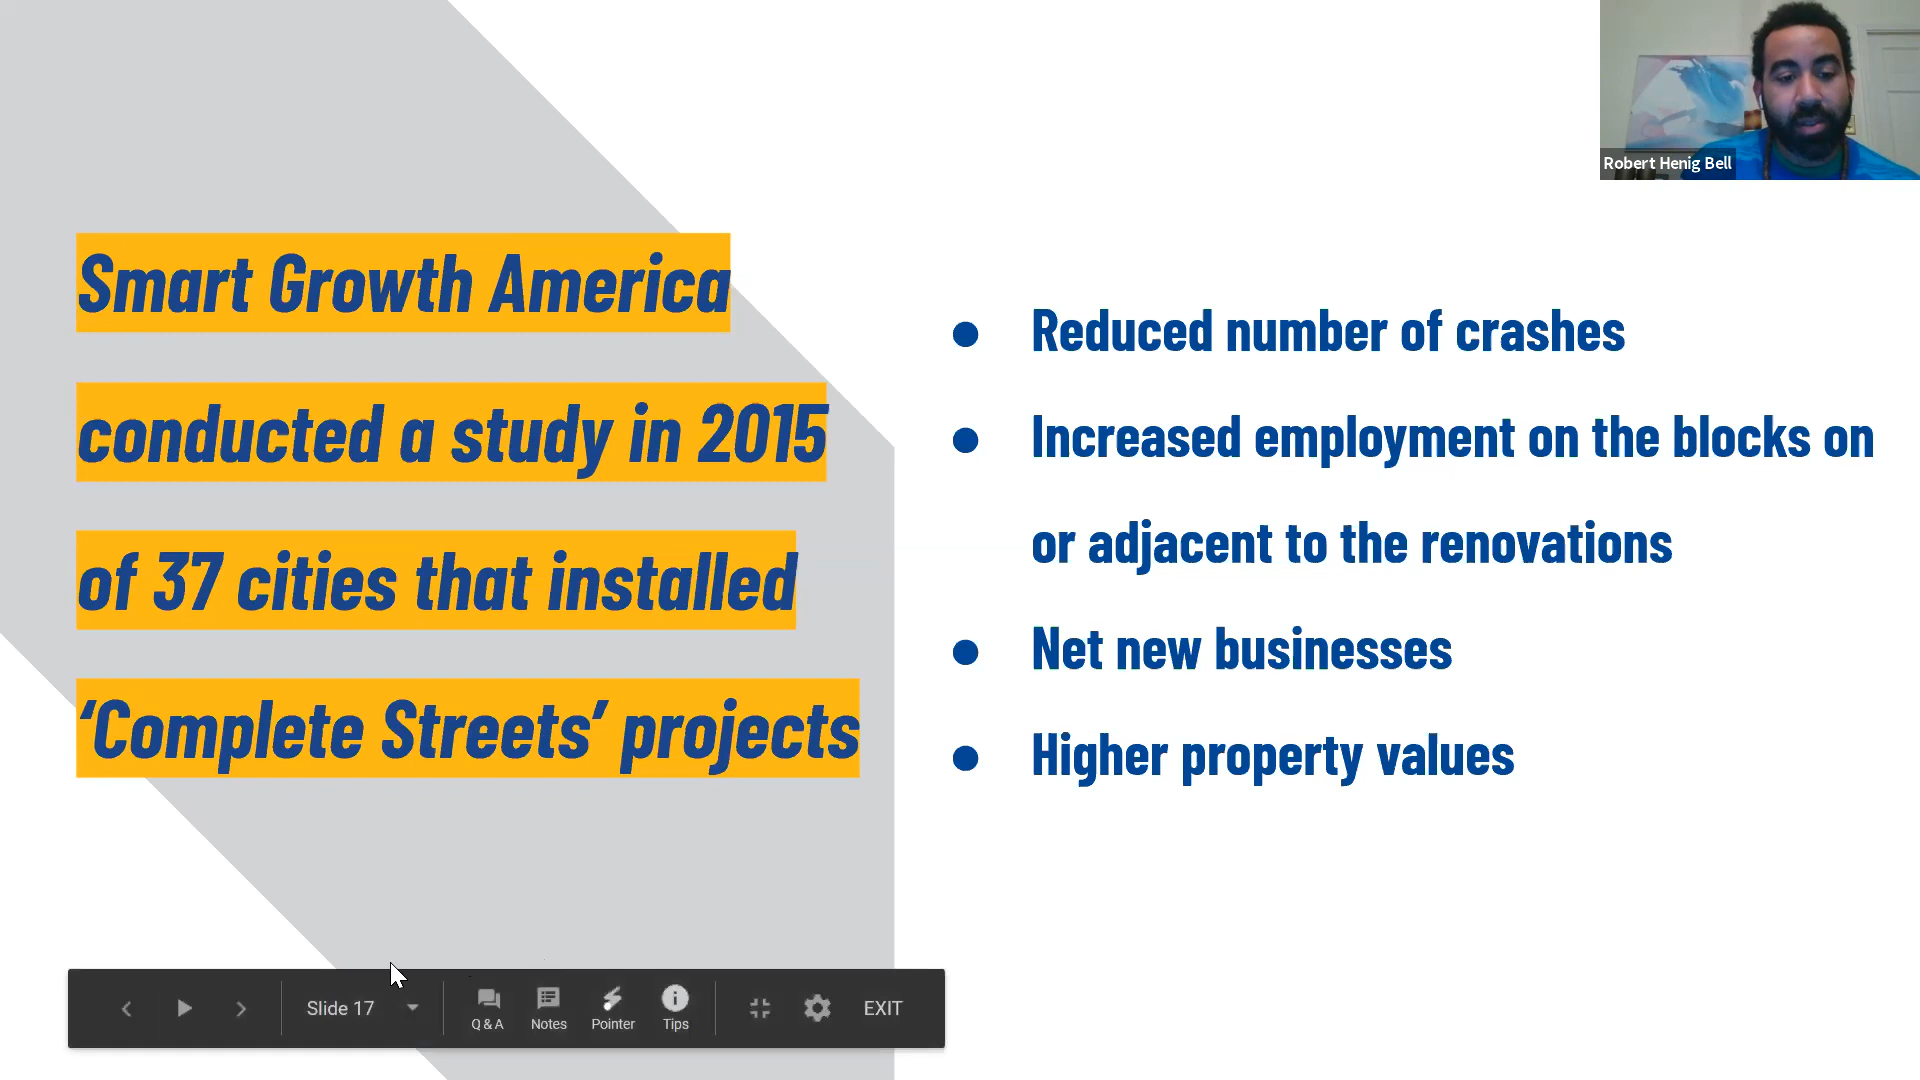 Robert Henig Bell
Smart Growth America
conducted a study in 2015
of 37 cities that installed
‘Complete Streets’ projects
● Reduced number of crashes
● Increased employment on the blocks on
or adjacent to the renovations
● Net new businesses
● Higher property values
Slide 17
Q & A
Notes
Pointer
Tips
EXIT